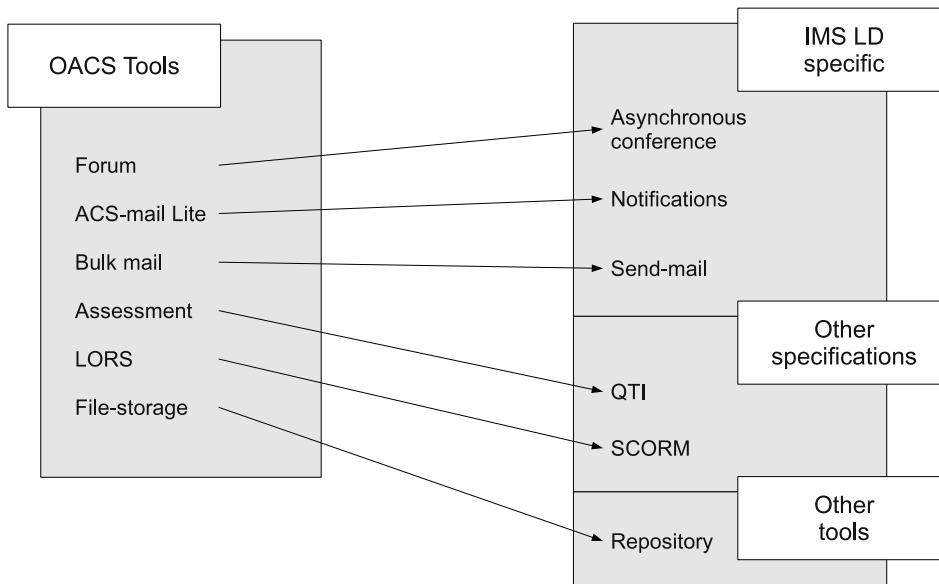 OACS Tools
Forum
ACS-mail Lite
Bulk mail
Assessment
LORS
File-storage
IMS LD
specific
Asynchronous
conference
Notifications
Send-mail
Other
specifications
QTI
SCORM
Other
tools
Repository